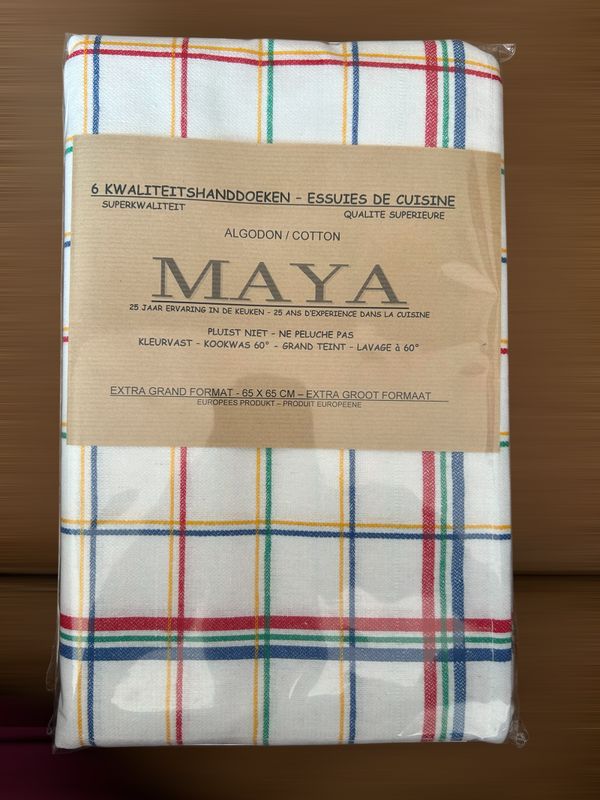 6 KWALITEITSHANDDOEKEN - ESSUIES DE CUISINE
SUPERKWALITEIT QUALITE SUPERIEURE
ALGODON / COTTON
MAYA
25 JAAR ERVARING IN DE KEUKEN - 25 ANS D'EXPERIENCE DANS LA CUISINE
PLUIST NIET - NE PELUCHE PAS
KLEURVAST - KOOKWAS 60° - GRAND TEINT - LAVAGE à 60°
EXTRA GRAND FORMAT - 65 X 65 CM – EXTRA GROOT FORMAAT
EUROPEES PRODUKT – PRODUIT EUROPEENE